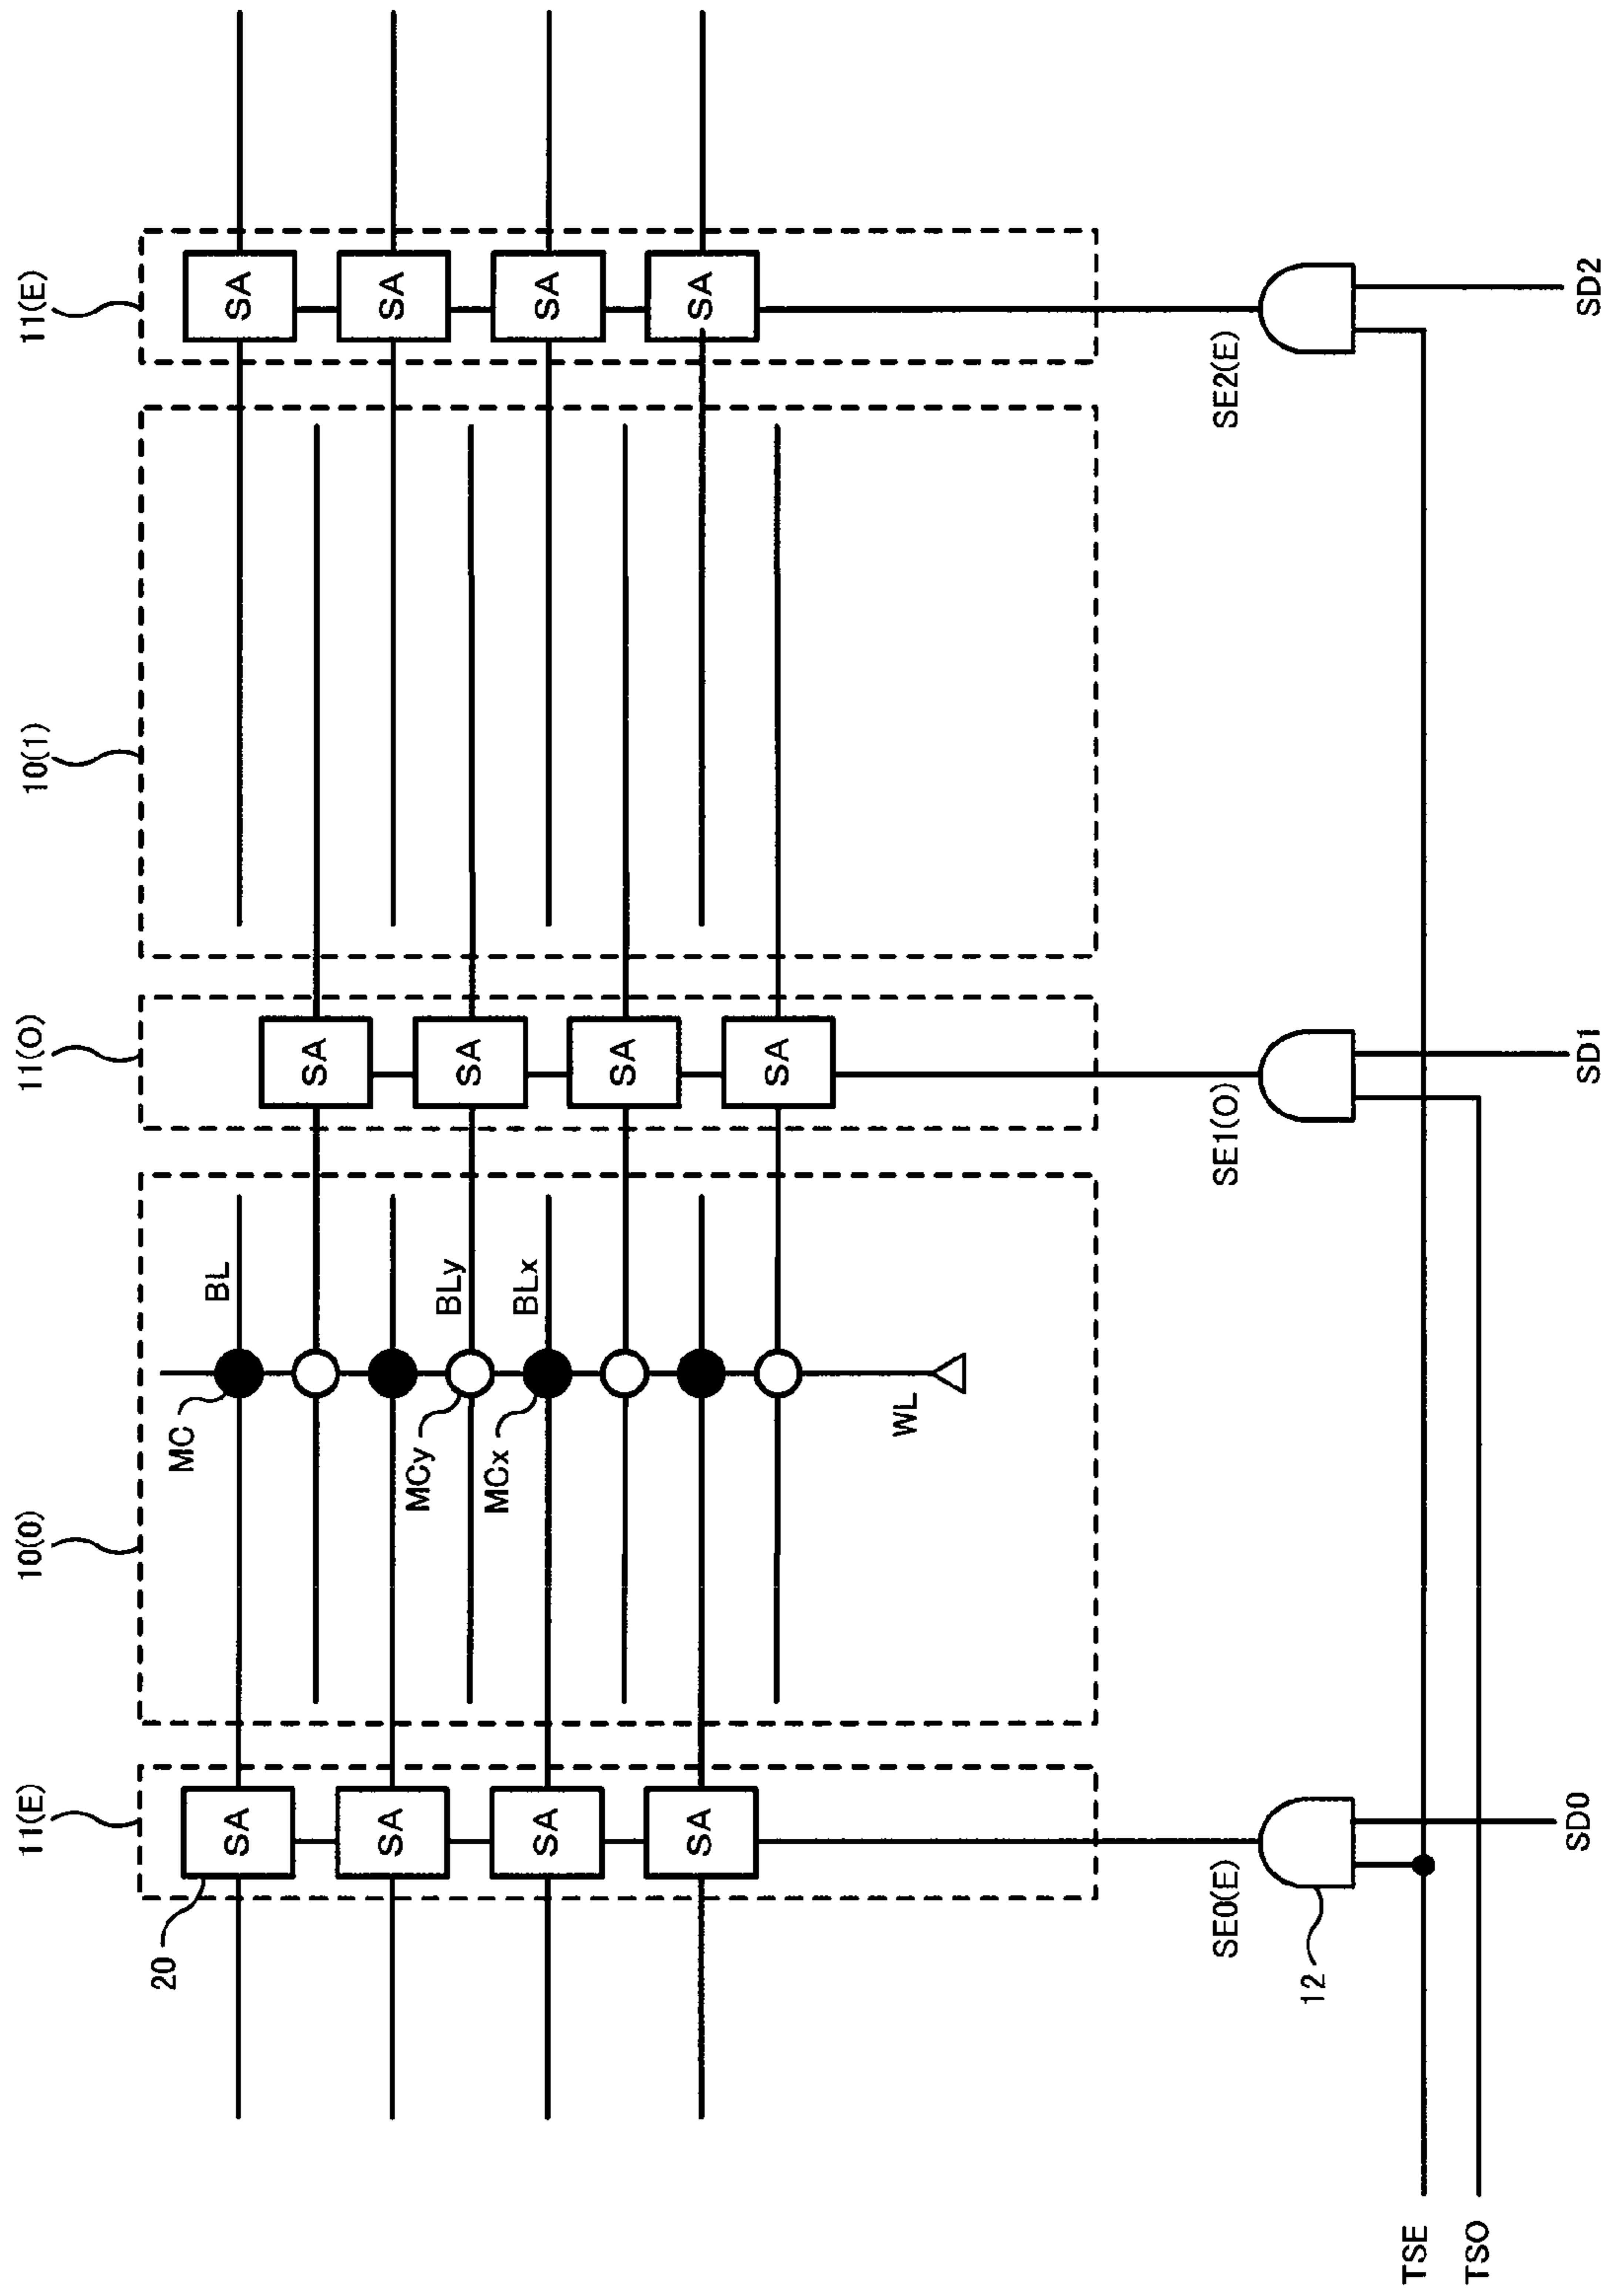 11(E)
10(0)
11(O)
10(1)
11(E)
20
SA
SA
SA
SA
MC
BL
MCy
BLy
MCx
BLx
WL
SA
SA
SA
SA
SA
SA
SA
SA
SE0(E)
SE1(O)
SE2(E)
12
TSE
TSO
SD0
SD1
SD2